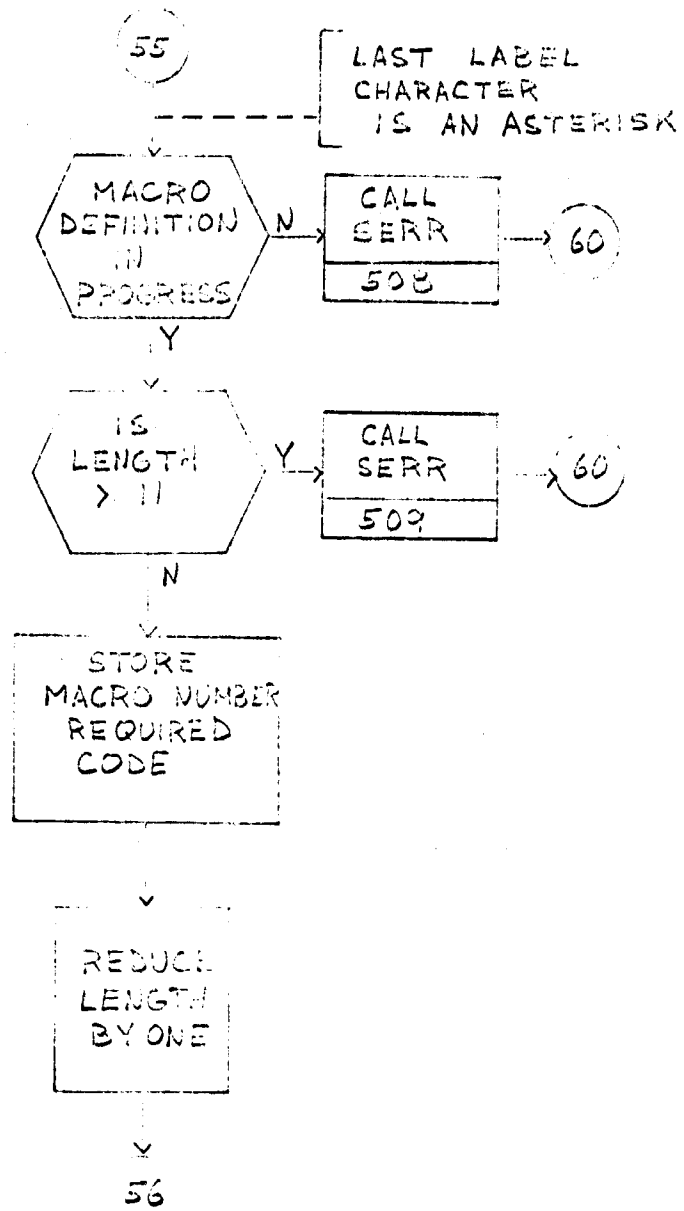 55
LAST LABEL
CHARACTER
IS AN ASTERISK
MACRO
DEFINITION
IN
PROGRESS
N
CALL
SERR
508
60
Y
IS
LENGTH
> 11
Y
CALL
SERR
509
60
N
STORE
MACRO NUMBER
REQUIRED
CODE
REDUCE
LENGTH
BY ONE
56